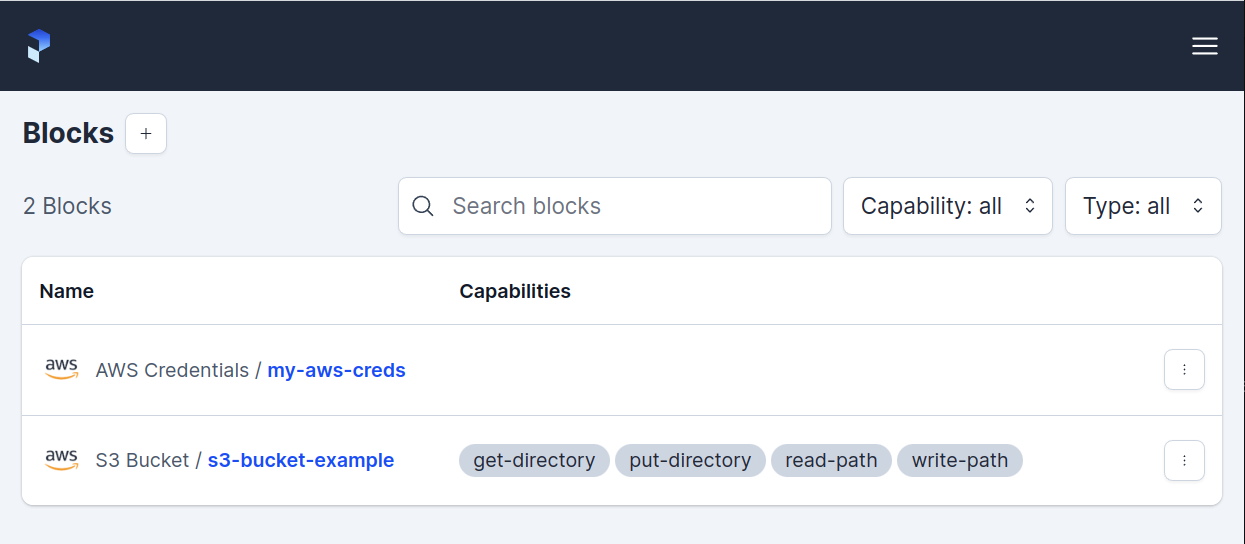 Blocks +
2 Blocks Search blocks Capability: all Type: all
Name Capabilities
aws AWS Credentials / my-aws-creds
aws S3 Bucket / s3-bucket-example get-directory put-directory read-path write-path